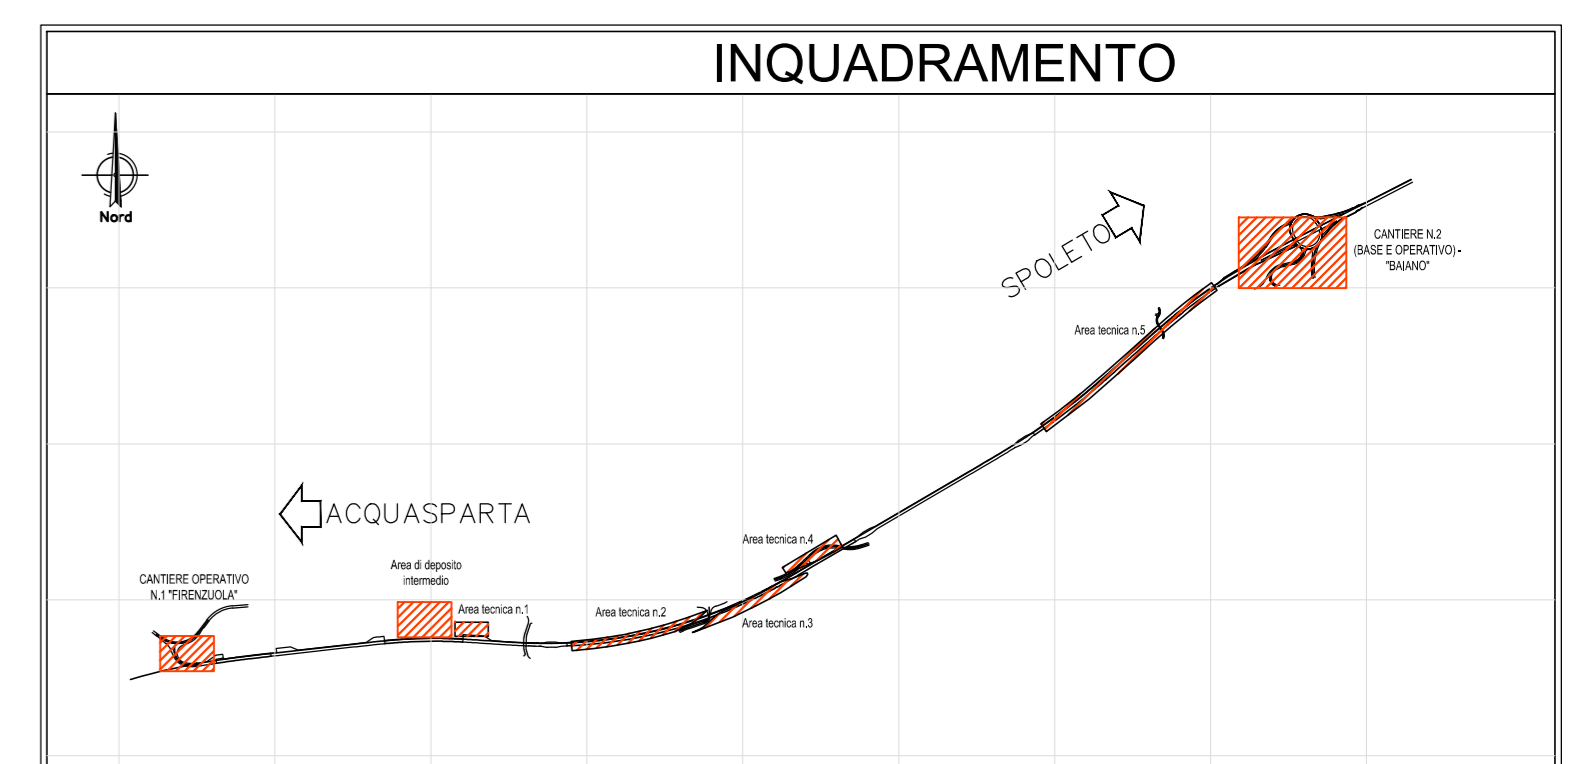 INQUADRAMENTO
Nord
SPOLETO
CANTIERE N.2
(BASE E OPERATIVO) -
"BAIANO"
Area tecnica n.5
ACQUASPARTA
Area tecnica n.4
Area di deposito
intermedio
CANTIERE OPERATIVO
N.1 "FIRENZUOLA"
Area tecnica n.1
Area tecnica n.2
Area tecnica n.3